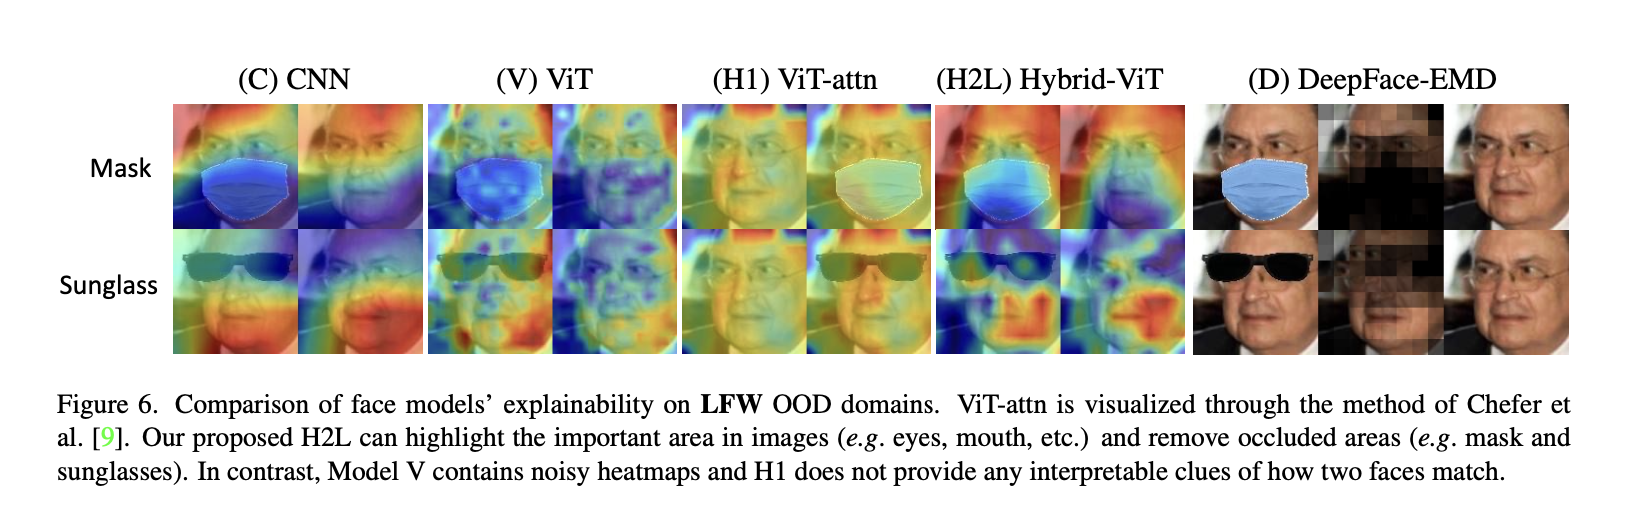 (C) CNN (V) ViT (H1) ViT-attn (H2L) Hybrid-ViT (D) DeepFace-EMD
Mask
Sunglass
Figure 6. Comparison of face models’ explainability on LFW OOD domains. ViT-attn is visualized through the method of Chefer et
al. [9]. Our proposed H2L can highlight the important area in images (e.g. eyes, mouth, etc.) and remove occluded areas (e.g. mask and
sunglasses). In contrast, Model V contains noisy heatmaps and H1 does not provide any interpretable clues of how two faces match.